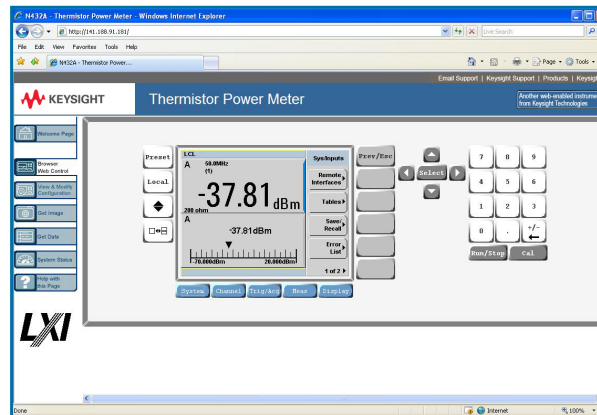 N432A - Thermistor Power Meter - Windows Internet Explorer
http://141.188.91.181/
Live Search
File Edit View Favorites Tools Help
N432A - Thermistor Power Meter...
Page Tools
Email Support | Keysight Support | Products | Keysigh
KEYSIGHT
Thermistor Power Meter
Another web-enabled instrume
from Keysight Technologies
Welcome Page
Browser
Web Control
View & Modify
Configuration
Get Image
Get Data
System Status
Help with
this Page
LXI
Preset
Local
LCL
A 50.0MHz
(1)
-37.81 dBm
200 ohm
A
-37.81dBm
-70.000dBm 20.000dBm
Sys/Inputs
Remote
Interfaces
Tables
Save/
Recall
Error
List
1 of 2
System Channel Trig/Acq Meas Display
Prev/Esc
Select
7 8 9
4 5 6
1 2 3
0 . +/-
Run/Stop Cal
Done
Internet
100%